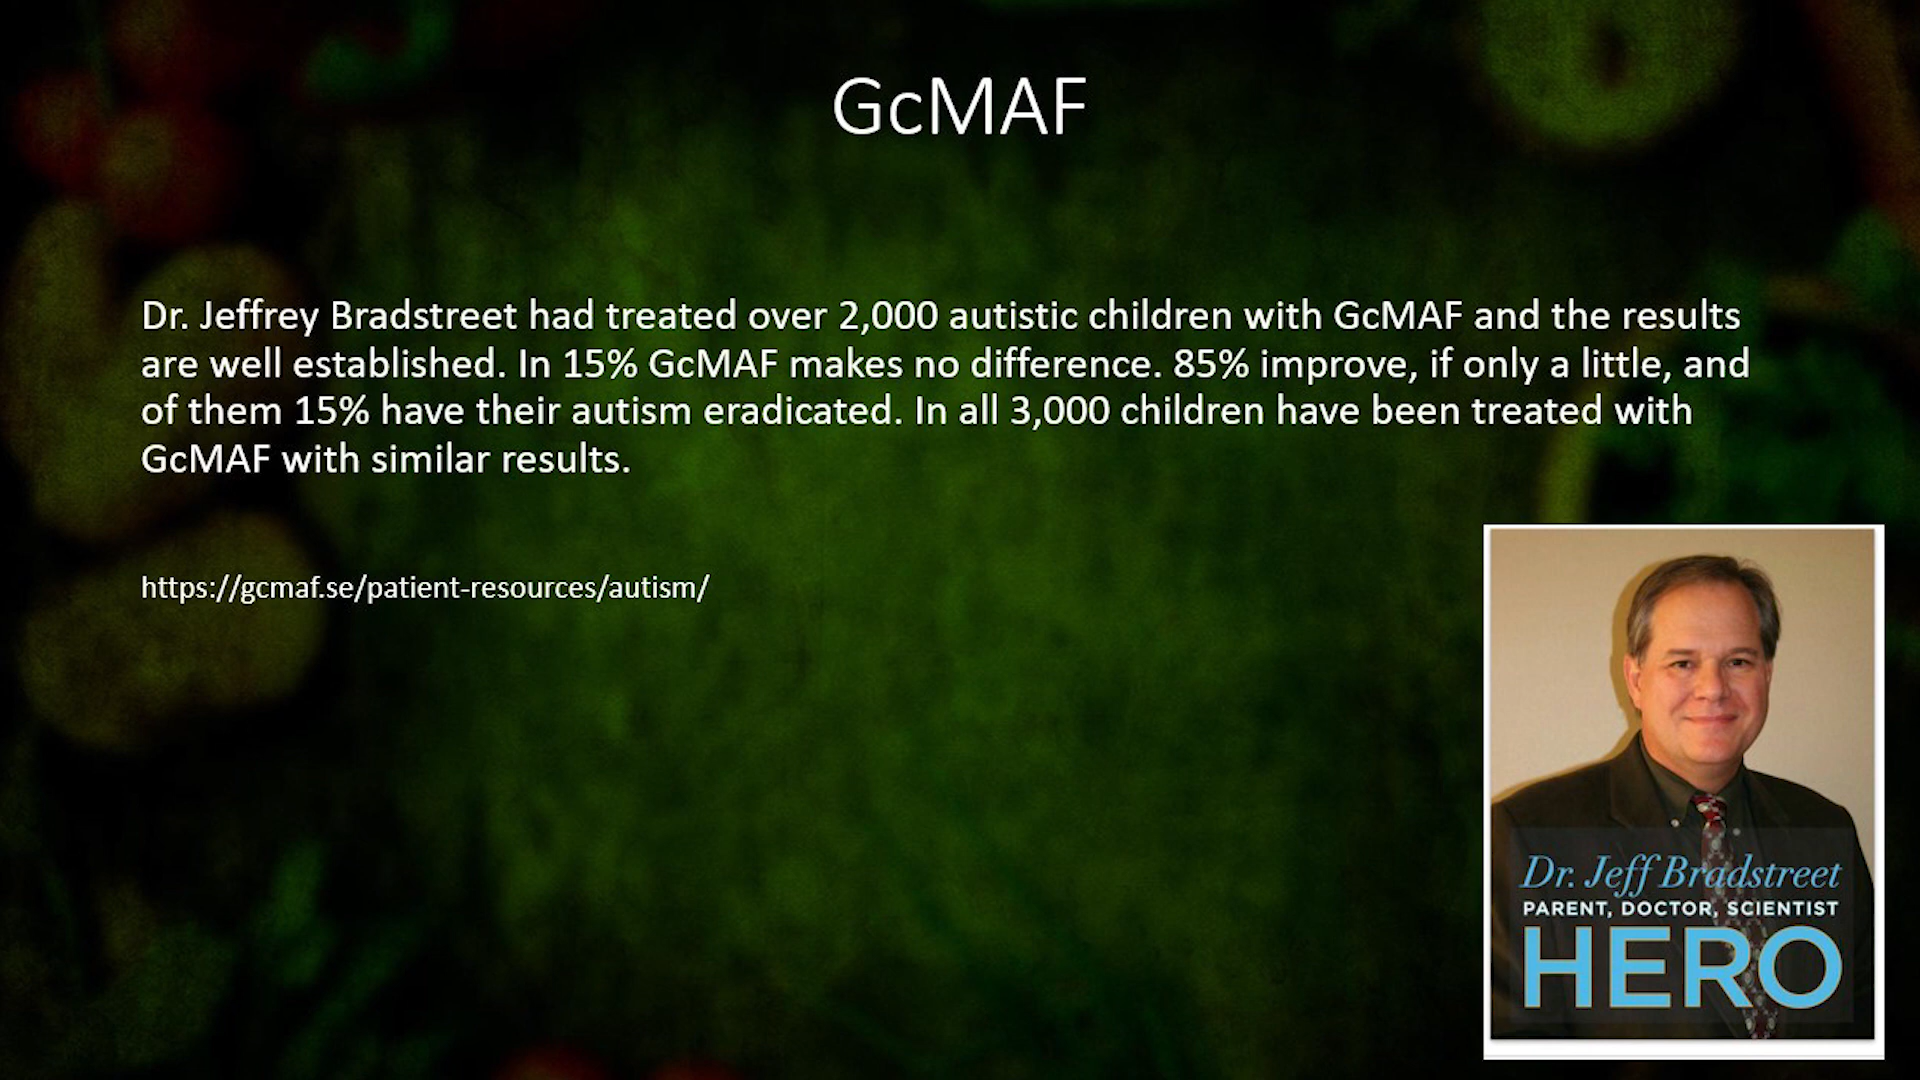 GcMAF
Dr. Jeffrey Bradstreet had treated over 2,000 autistic children with GcMAF and the results
are well established. In 15% GcMAF makes no difference. 85% improve, if only a little, and
of them 15% have their autism eradicated. In all 3,000 children have been treated with
GcMAF with similar results.
https://gcmaf.se/patient-resources/autism/
Dr. Jeff Bradstreet
PARENT, DOCTOR, SCIENTIST
HERO